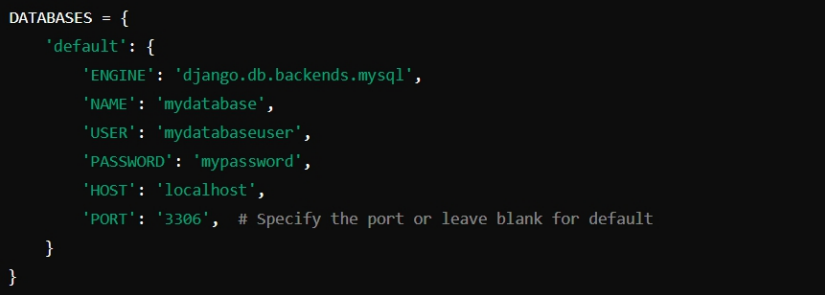 DATABASES = {
    'default': {
        'ENGINE': 'django.db.backends.mysql',
        'NAME': 'mydatabase',
        'USER': 'mydatabaseuser',
        'PASSWORD': 'mypassword',
        'HOST': 'localhost',
        'PORT': '3306',  # Specify the port or leave blank for default
    }
}